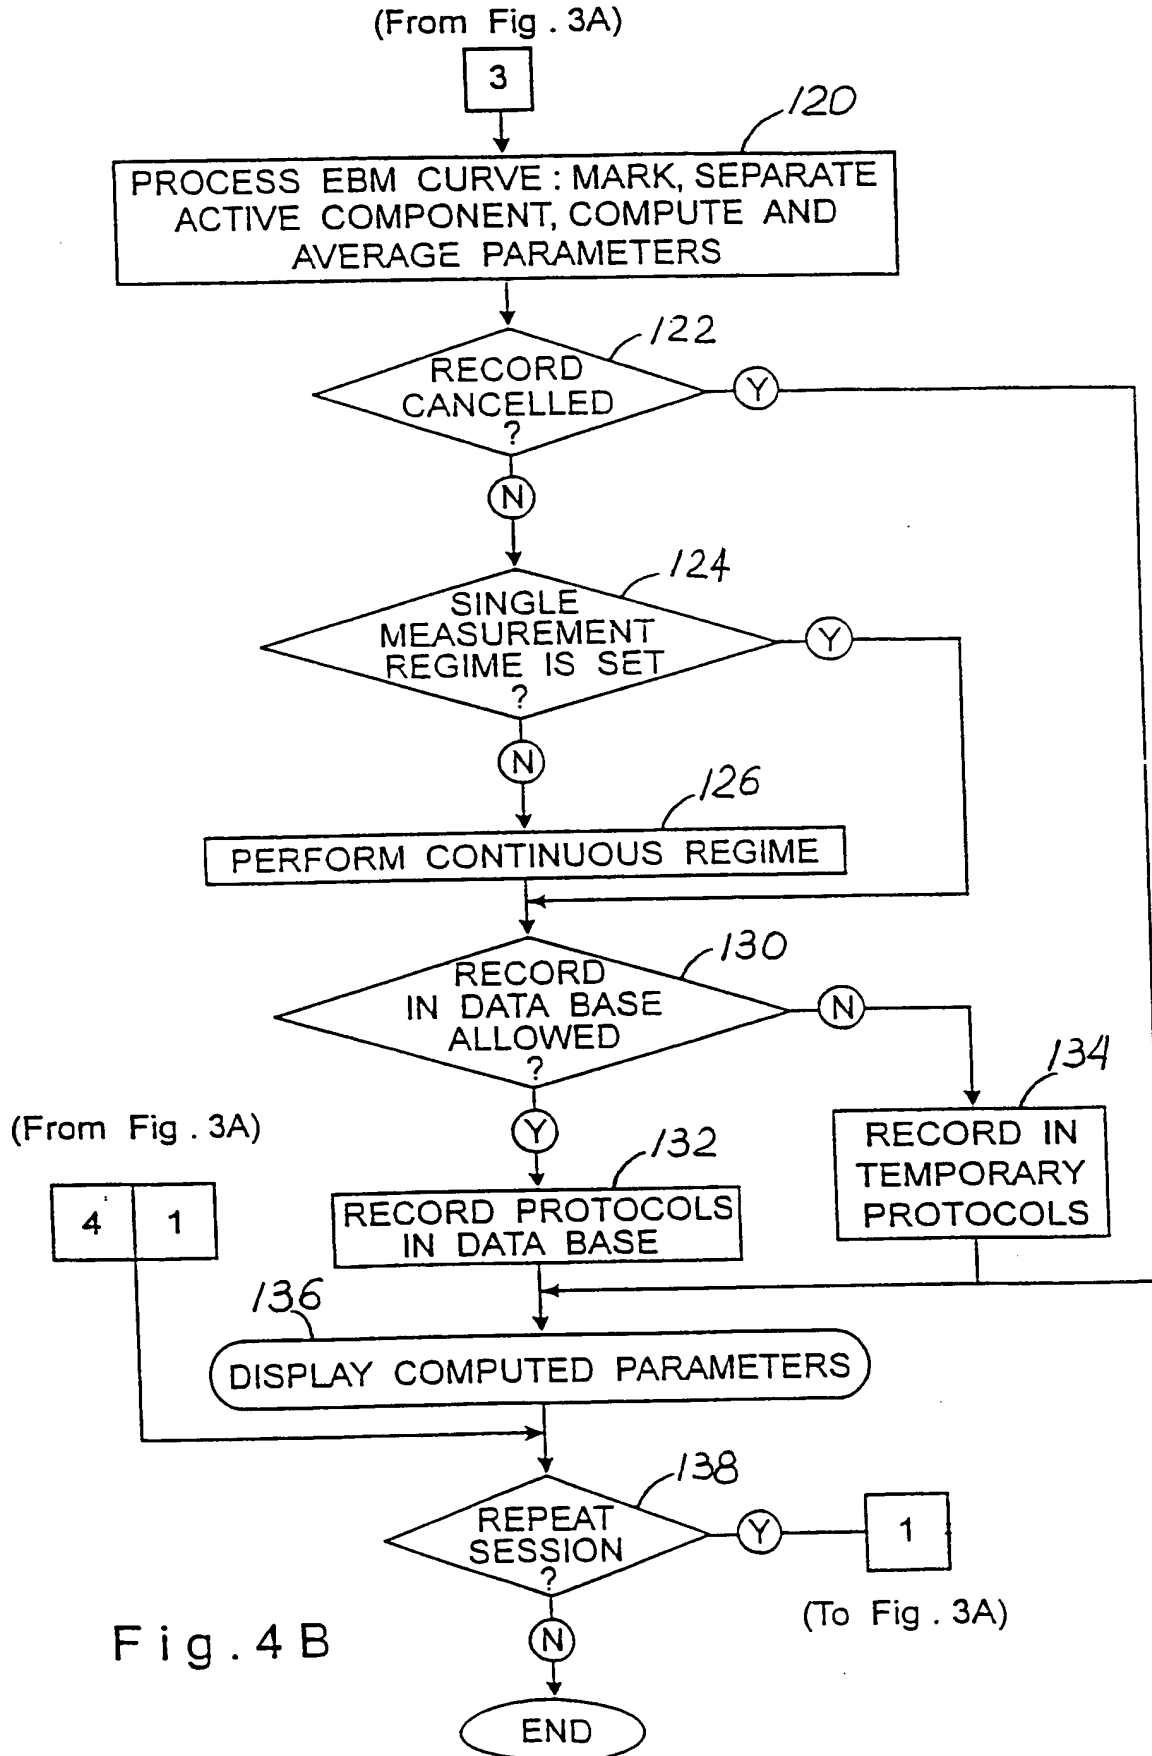 (From Fig. 3A)
3
120
PROCESS EBM CURVE: MARK, SEPARATE
ACTIVE COMPONENT, COMPUTE AND
AVERAGE PARAMETERS
122
RECORD
CANCELLED
?
Y
N
124
SINGLE
MEASUREMENT
REGIME IS SET
?
Y
N
126
PERFORM CONTINUOUS REGIME
130
RECORD
IN DATA BASE
ALLOWED
?
N
Y
134
RECORD IN
TEMPORARY
PROTOCOLS
(From Fig. 3A)
4 1
132
RECORD PROTOCOLS
IN DATA BASE
136
DISPLAY COMPUTED PARAMETERS
138
REPEAT
SESSION
?
Y
1
(To Fig. 3A)
N
Fig. 4B
END